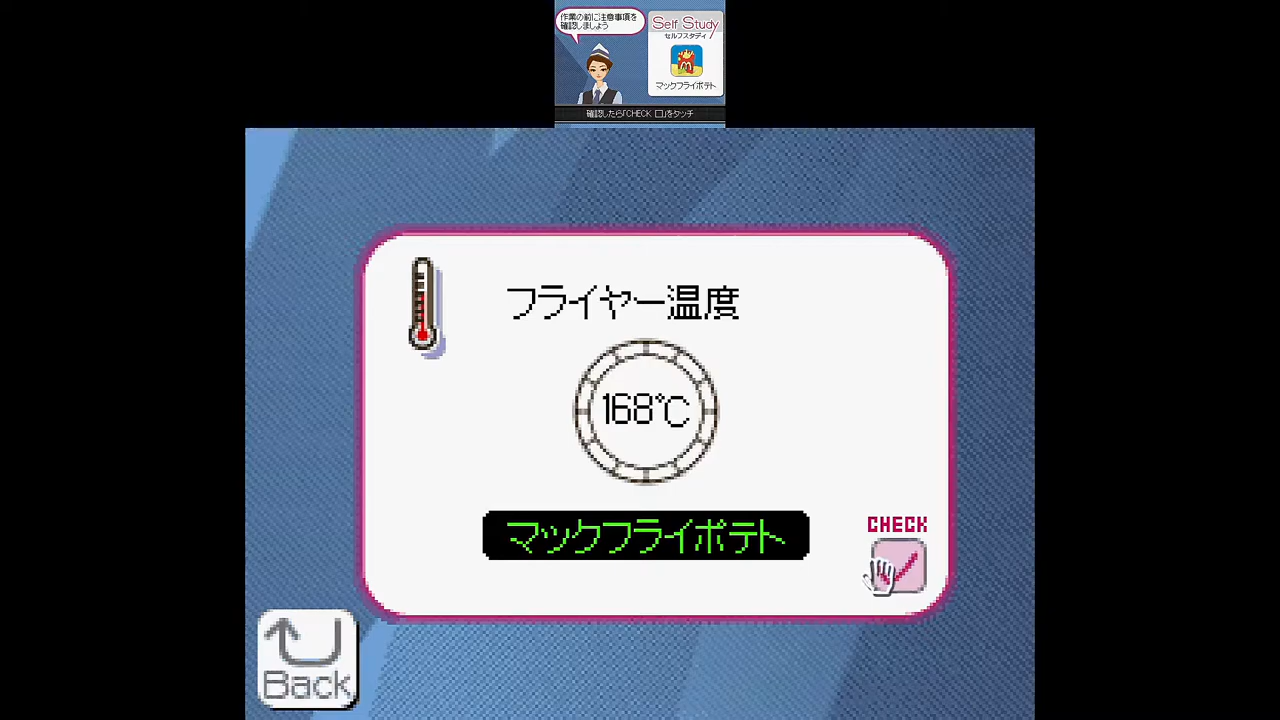 作業の前にご注意事項を
確認しましょう
Self Study
セルフスタディ
マックフライポテト
確認したら「CHECK □」をタッチ
フライヤー温度
168℃
マックフライポテト
CHECK
Back